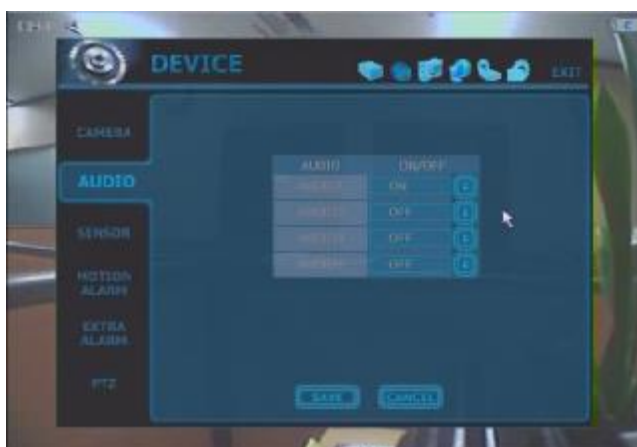 DEVICE
EXIT
CAMERA
AUDIO
SENSOR
MOTION
ALARM
EXTRA
ALARM
PTZ
AUDIO ON/OFF
ON
OFF
OFF
OFF
SAVE CANCEL